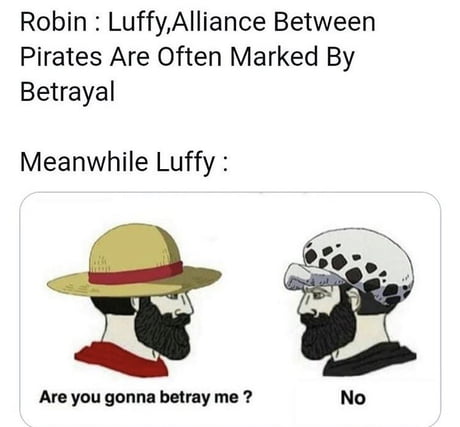 Robin : Luffy,Alliance Between
Pirates Are Often Marked By
Betrayal
Meanwhile Luffy :
Are you gonna betray me ?
No